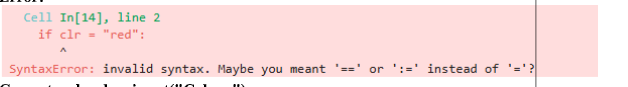 Cell In[14], line 2
if clr = "red":
^
SyntaxError: invalid syntax. Maybe you meant '==' or ':=' instead of '='?